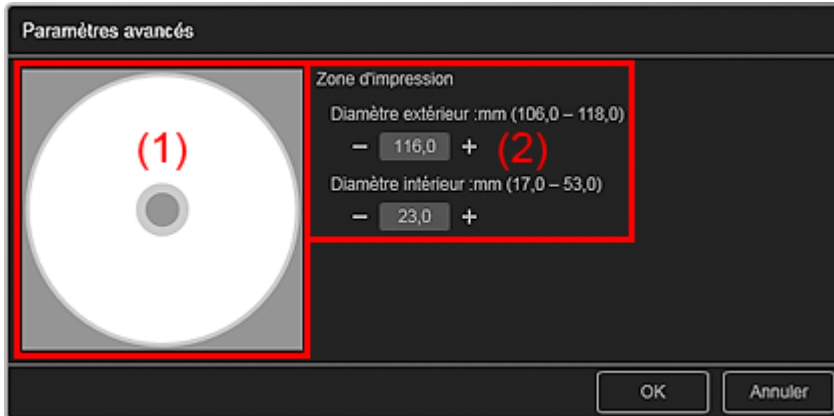 Paramètres avancés
(1)
Zone d'impression
Diamètre extérieur :mm (106,0 – 118,0)
− 116,0 + (2)
Diamètre intérieur :mm (17,0 – 53,0)
− 23,0 +
OK Annuler